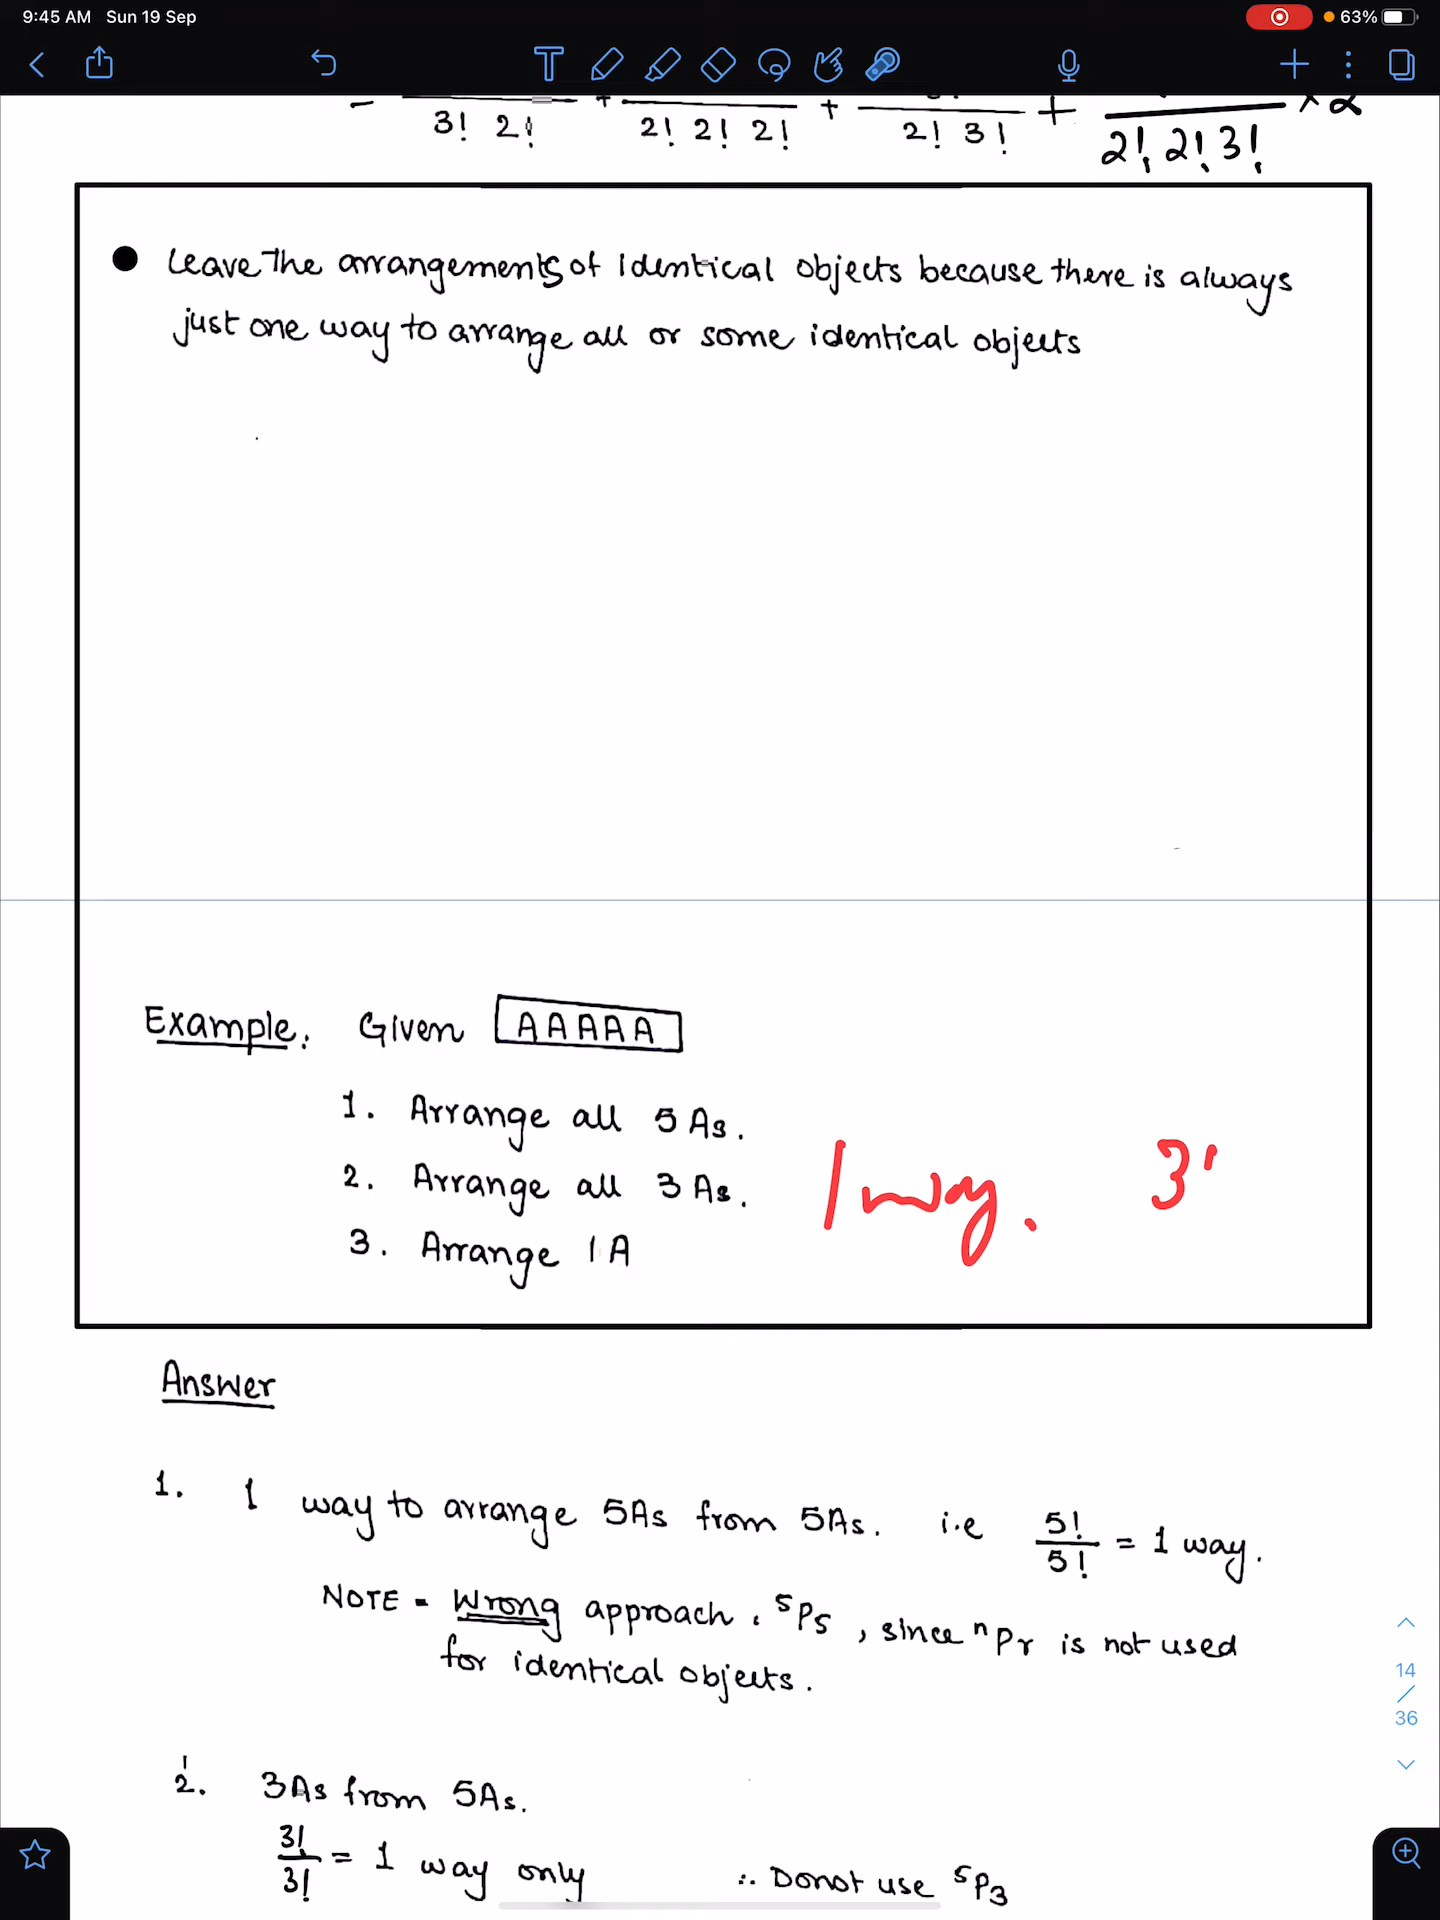 9:45 AM Sun 19 Sep 63%
3! 2! + 2! 2! 2! + 2! 3! + 2! 2! 3! × 2
● Leave The arrangements of Identical objects because there is always
just one way to arrange all or some identical objects
Example: Given AAAAA
1. Arrange all 5 As.
2. Arrange all 3 As. 1 way. 3'
3. Arrange 1 A
Answer
1. 1 way to arrange 5As from 5As. i.e 5!/5! = 1 way.
NOTE - Wrong approach. ⁵P₅, since ⁿPr is not used
for identical objects.
2. 3As from 5As.
3!/3! = 1 way only ∴ Donot use ⁵P₃
14
/
36